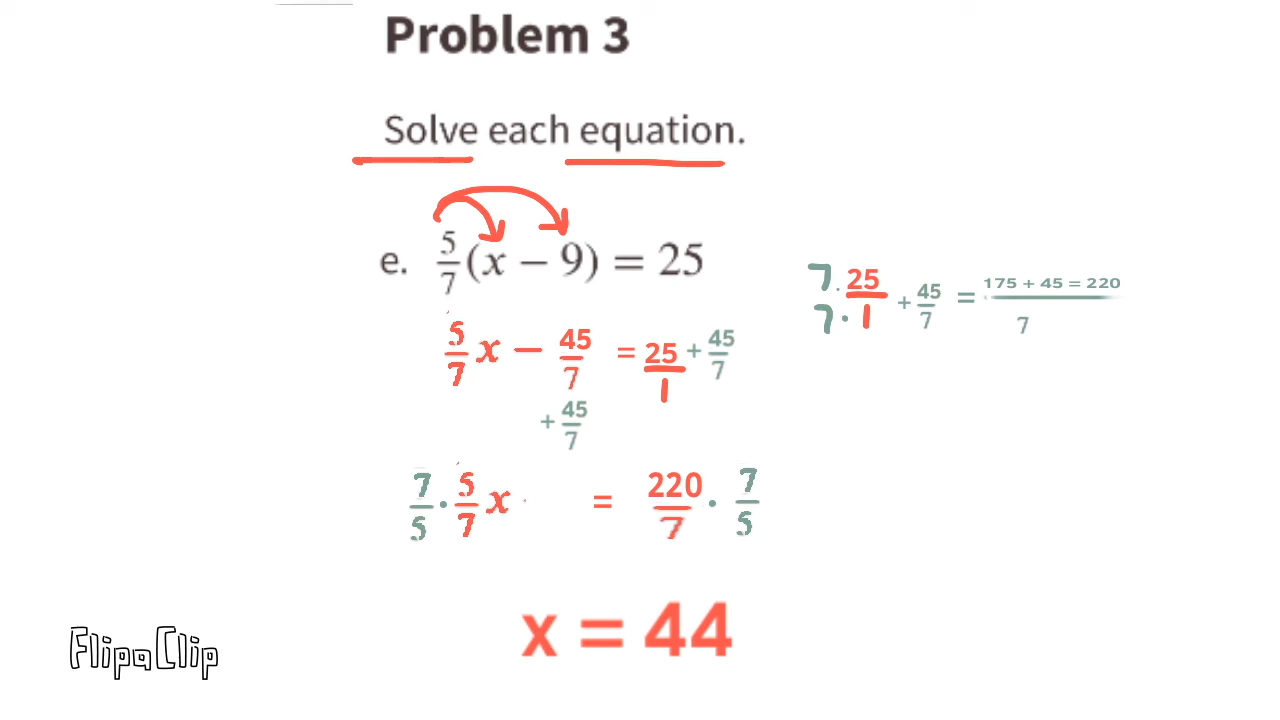 Problem 3
Solve each equation.
e. 5/7(x − 9) = 25
5/7 x − 45/7 = 25/1 + 45/7
+ 45/7
7 · 25 / 7 · 1 + 45/7 = 175 + 45 = 220 / 7
7/5 · 5/7 x = 220/7 · 7/5
x = 44
FlipaClip